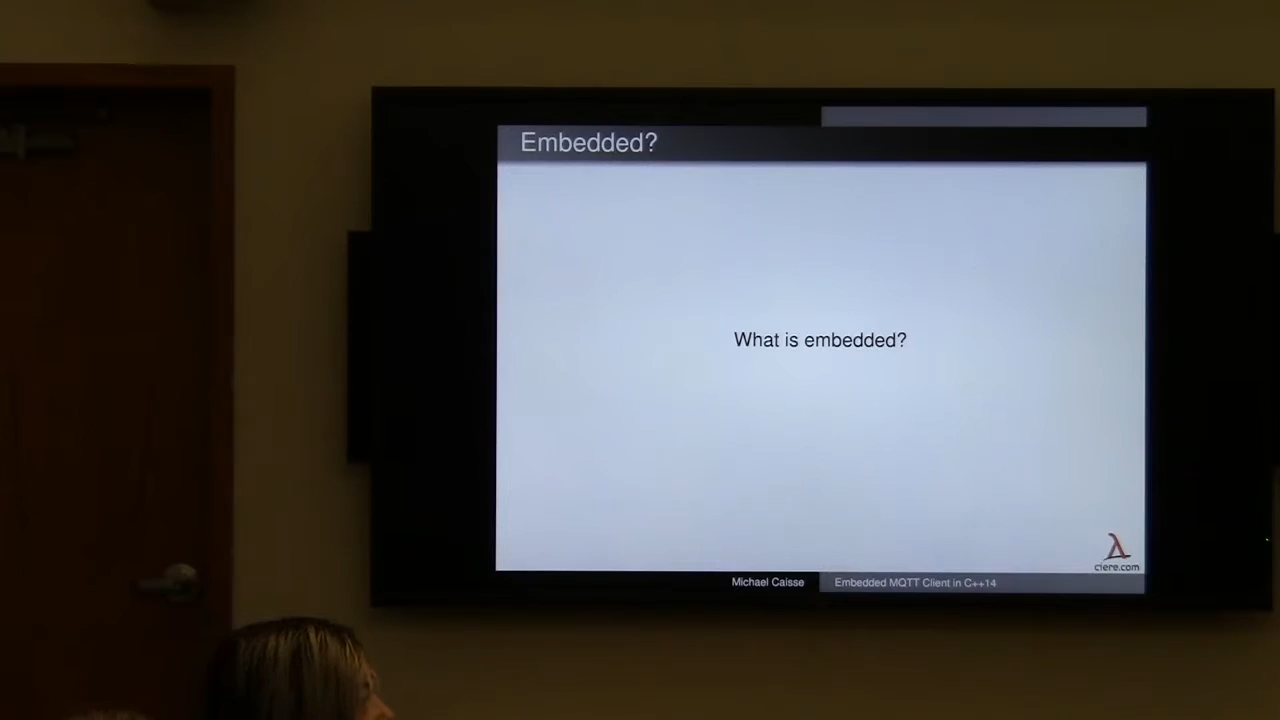 Embedded?
What is embedded?
ciere.com
Michael Caisse
Embedded MQTT Client in C++14